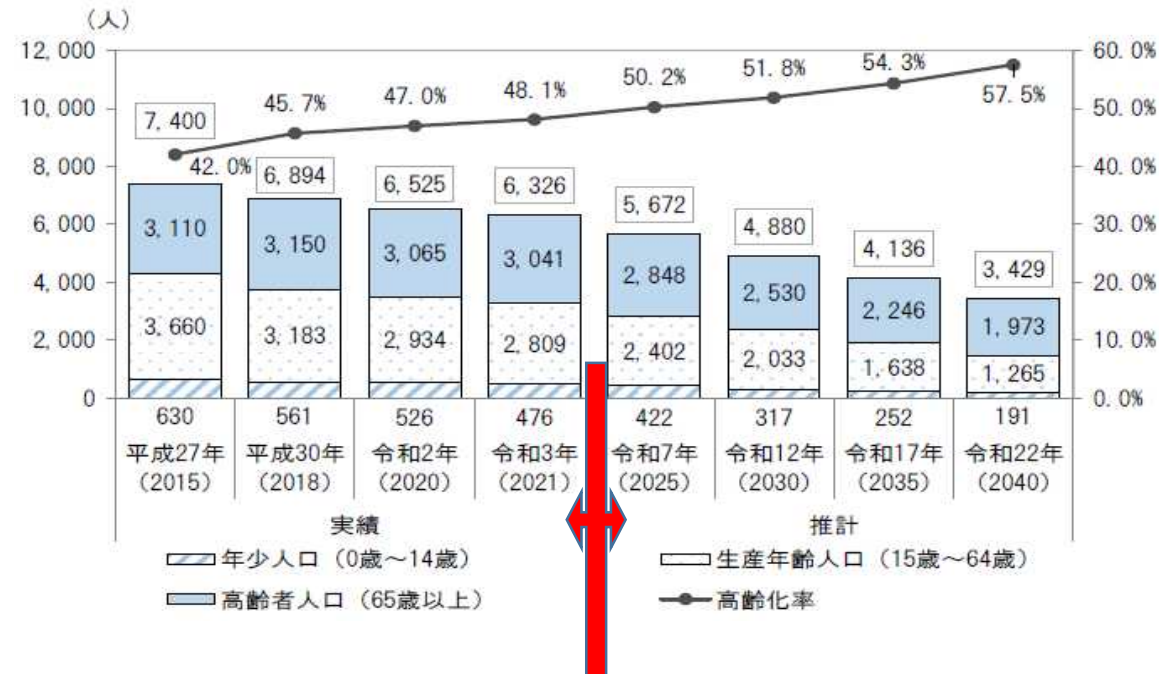 （人）
12,000 60.0%
10,000 50.0%
8,000 40.0%
6,000 30.0%
4,000 20.0%
2,000 10.0%
0 0.0%
42.0% 45.7% 47.0% 48.1% 50.2% 51.8% 54.3% 57.5%
7,400 6,894 6,525 6,326 5,672 4,880 4,136 3,429
3,110 3,150 3,065 3,041 2,848 2,530 2,246 1,973
3,660 3,183 2,934 2,809 2,402 2,033 1,638 1,265
630 561 526 476 422 317 252 191
平成27年 平成30年 令和2年 令和3年 令和7年 令和12年 令和17年 令和22年
（2015） （2018） （2020） （2021） （2025） （2030） （2035） （2040）
実績 推計
年少人口（0歳～14歳） 生産年齢人口（15歳～64歳）
高齢者人口（65歳以上） 高齢化率